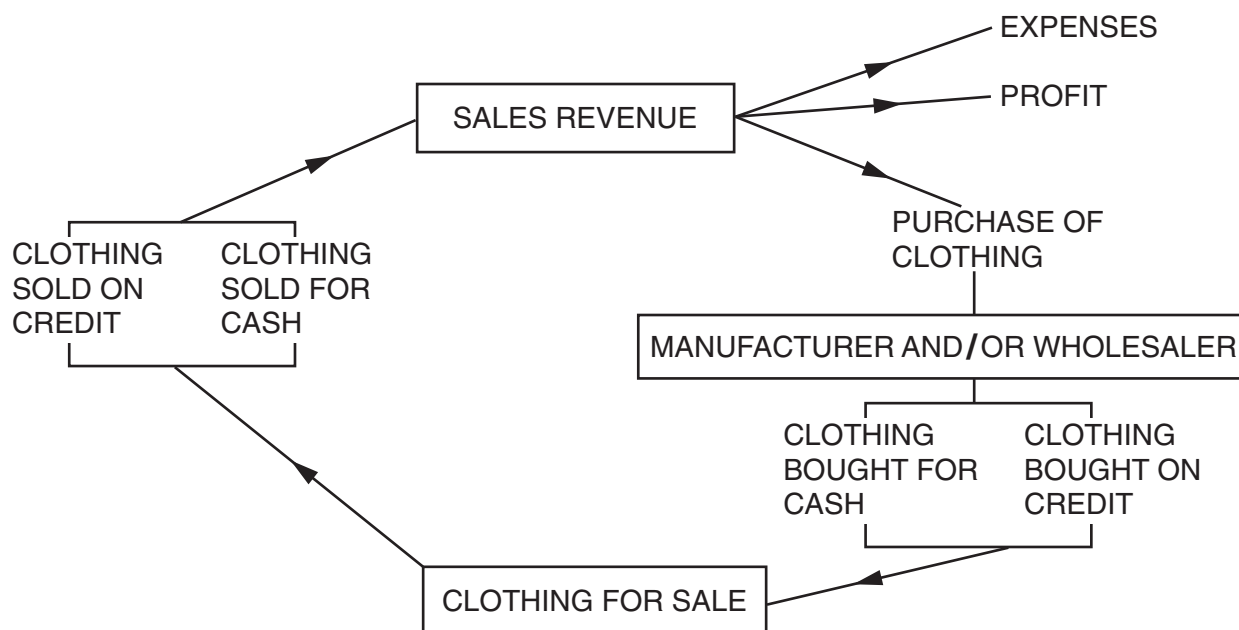 EXPENSES
PROFIT
SALES REVENUE
PURCHASE OF
CLOTHING
CLOTHING
SOLD ON
CREDIT
CLOTHING
SOLD FOR
CASH
MANUFACTURER AND/OR WHOLESALER
CLOTHING
BOUGHT FOR
CASH
CLOTHING
BOUGHT ON
CREDIT
CLOTHING FOR SALE